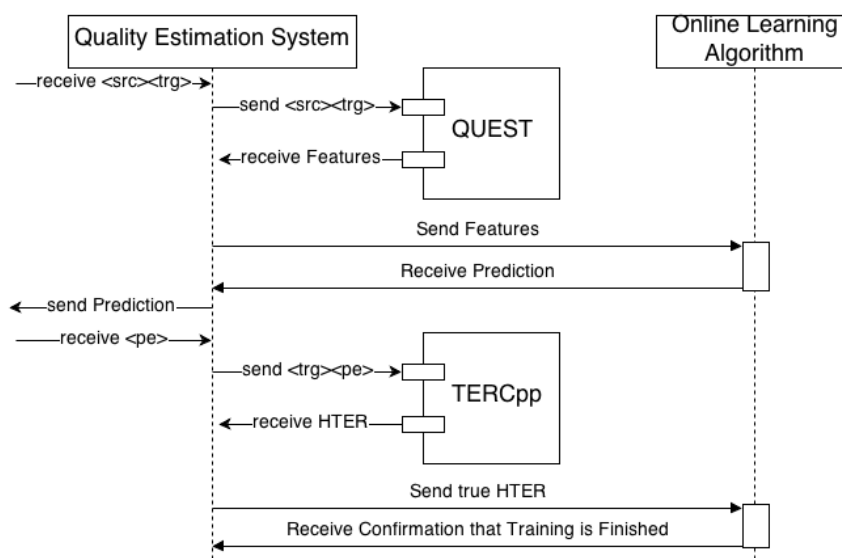 Quality Estimation System
Online Learning
Algorithm
receive <src><trg>
send <src><trg>
QUEST
receive Features
Send Features
Receive Prediction
send Prediction
receive <pe>
send <trg><pe>
TERCpp
receive HTER
Send true HTER
Receive Confirmation that Training is Finished